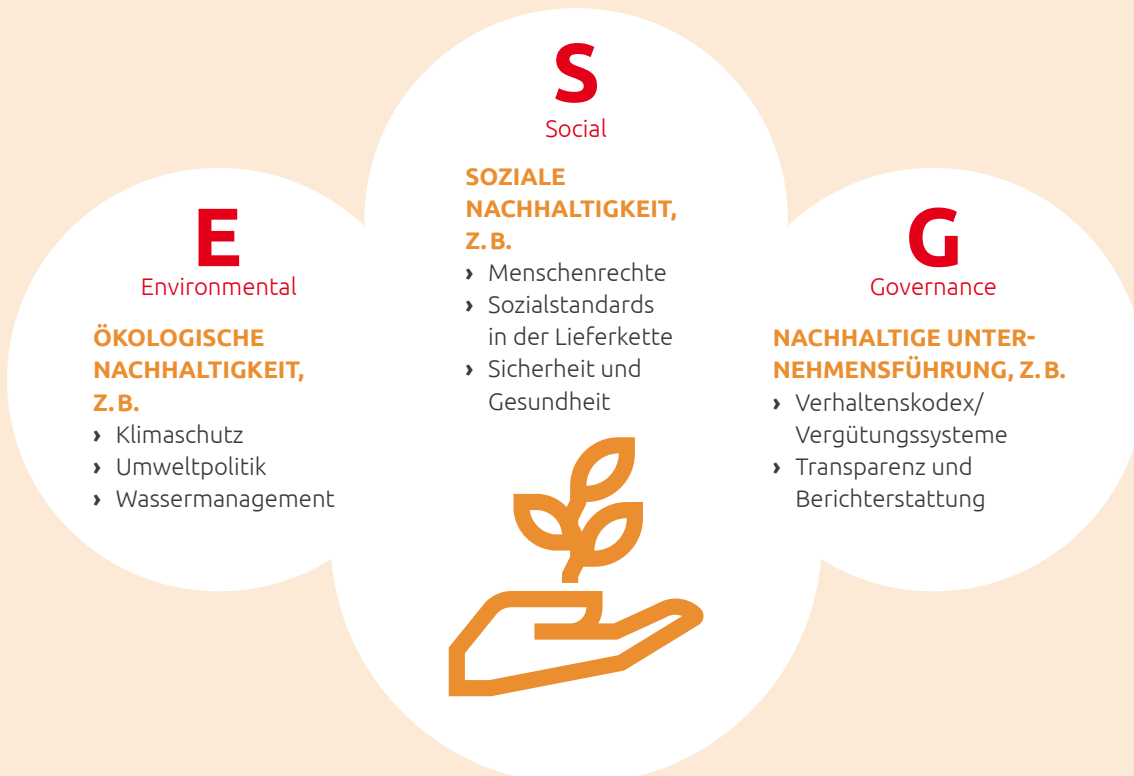 E
Environmental
ÖKOLOGISCHE
NACHHALTIGKEIT,
Z. B.
› Klimaschutz
› Umweltpolitik
› Wassermanagement
S
Social
SOZIALE
NACHHALTIGKEIT,
Z. B.
› Menschenrechte
› Sozialstandards
in der Lieferkette
› Sicherheit und
Gesundheit
G
Governance
NACHHALTIGE UNTER-
NEHMENSFÜHRUNG, Z. B.
› Verhaltenskodex/
Vergütungssysteme
› Transparenz und
Berichterstattung